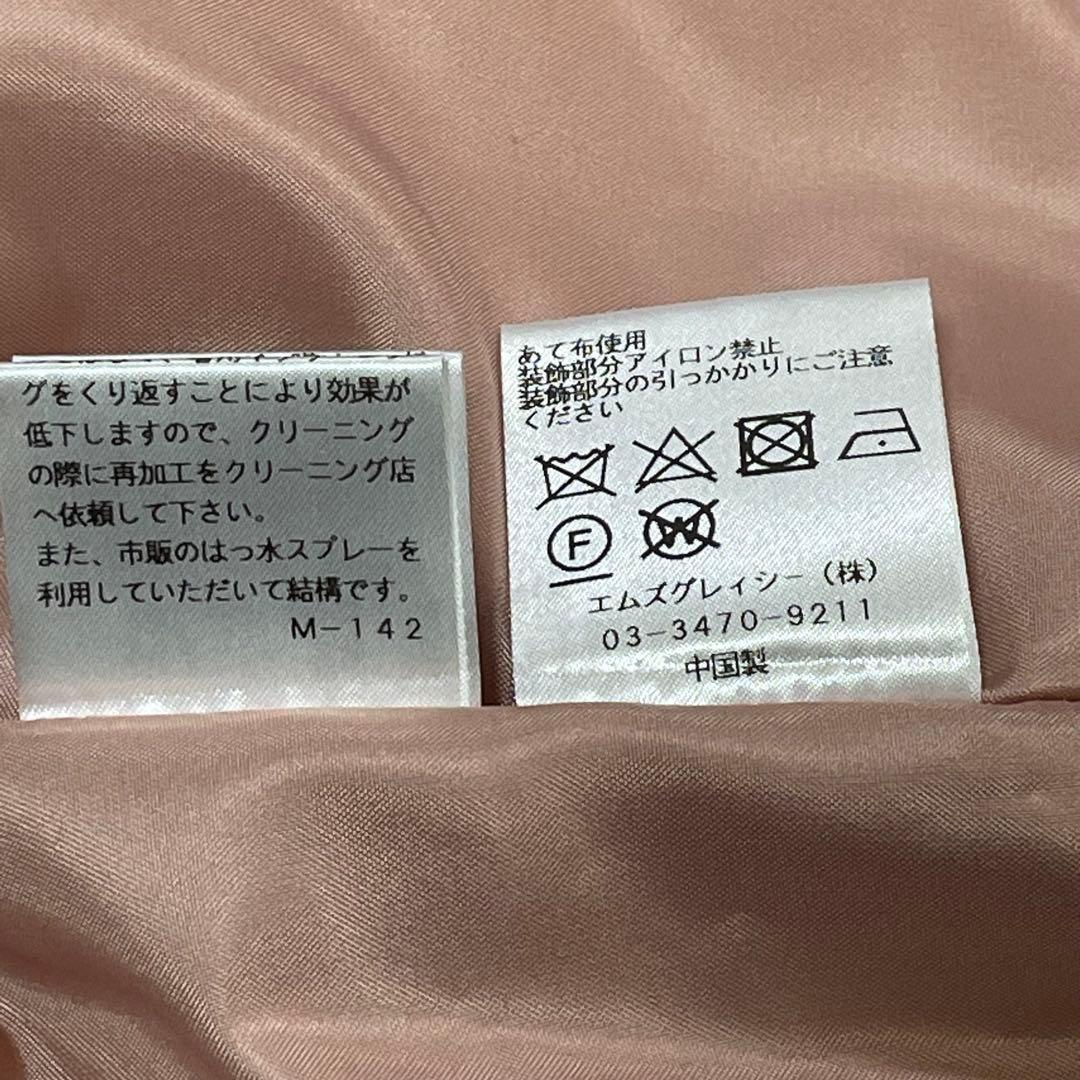 グをくり返すことにより効果が
低下しますので、クリーニング
の際に再加工をクリーニング店
へ依頼して下さい。
また、市販のはっ水スプレーを
利用していただいて結構です。
M-142
あて布使用
装飾部分アイロン禁止
装飾部分の引っかかりにご注意
ください
F W
エムズグレイシー(株)
03-3470-9211
中国製